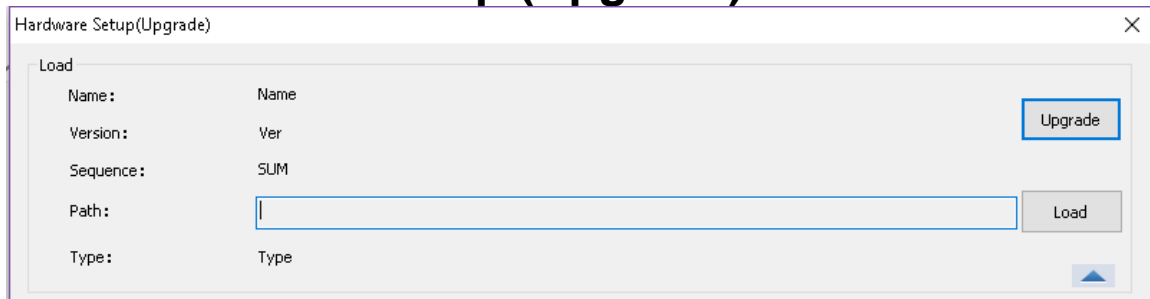 Hardware Setup(Upgrade)
Load
Name: Name
Upgrade
Version: Ver
Sequence: SUM
Path: Load
Type: Type